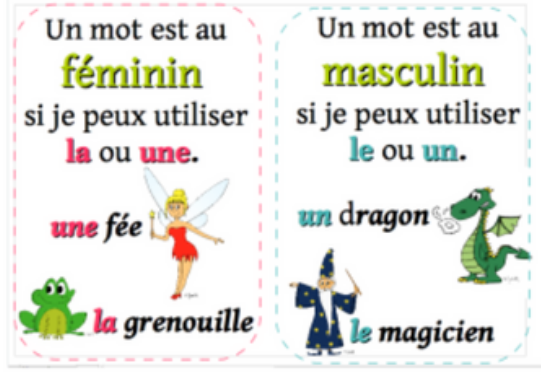 Un mot est au
féminin
si je peux utiliser
la ou une.
une fée
la grenouille
Un mot est au
masculin
si je peux utiliser
le ou un.
un dragon
le magicien